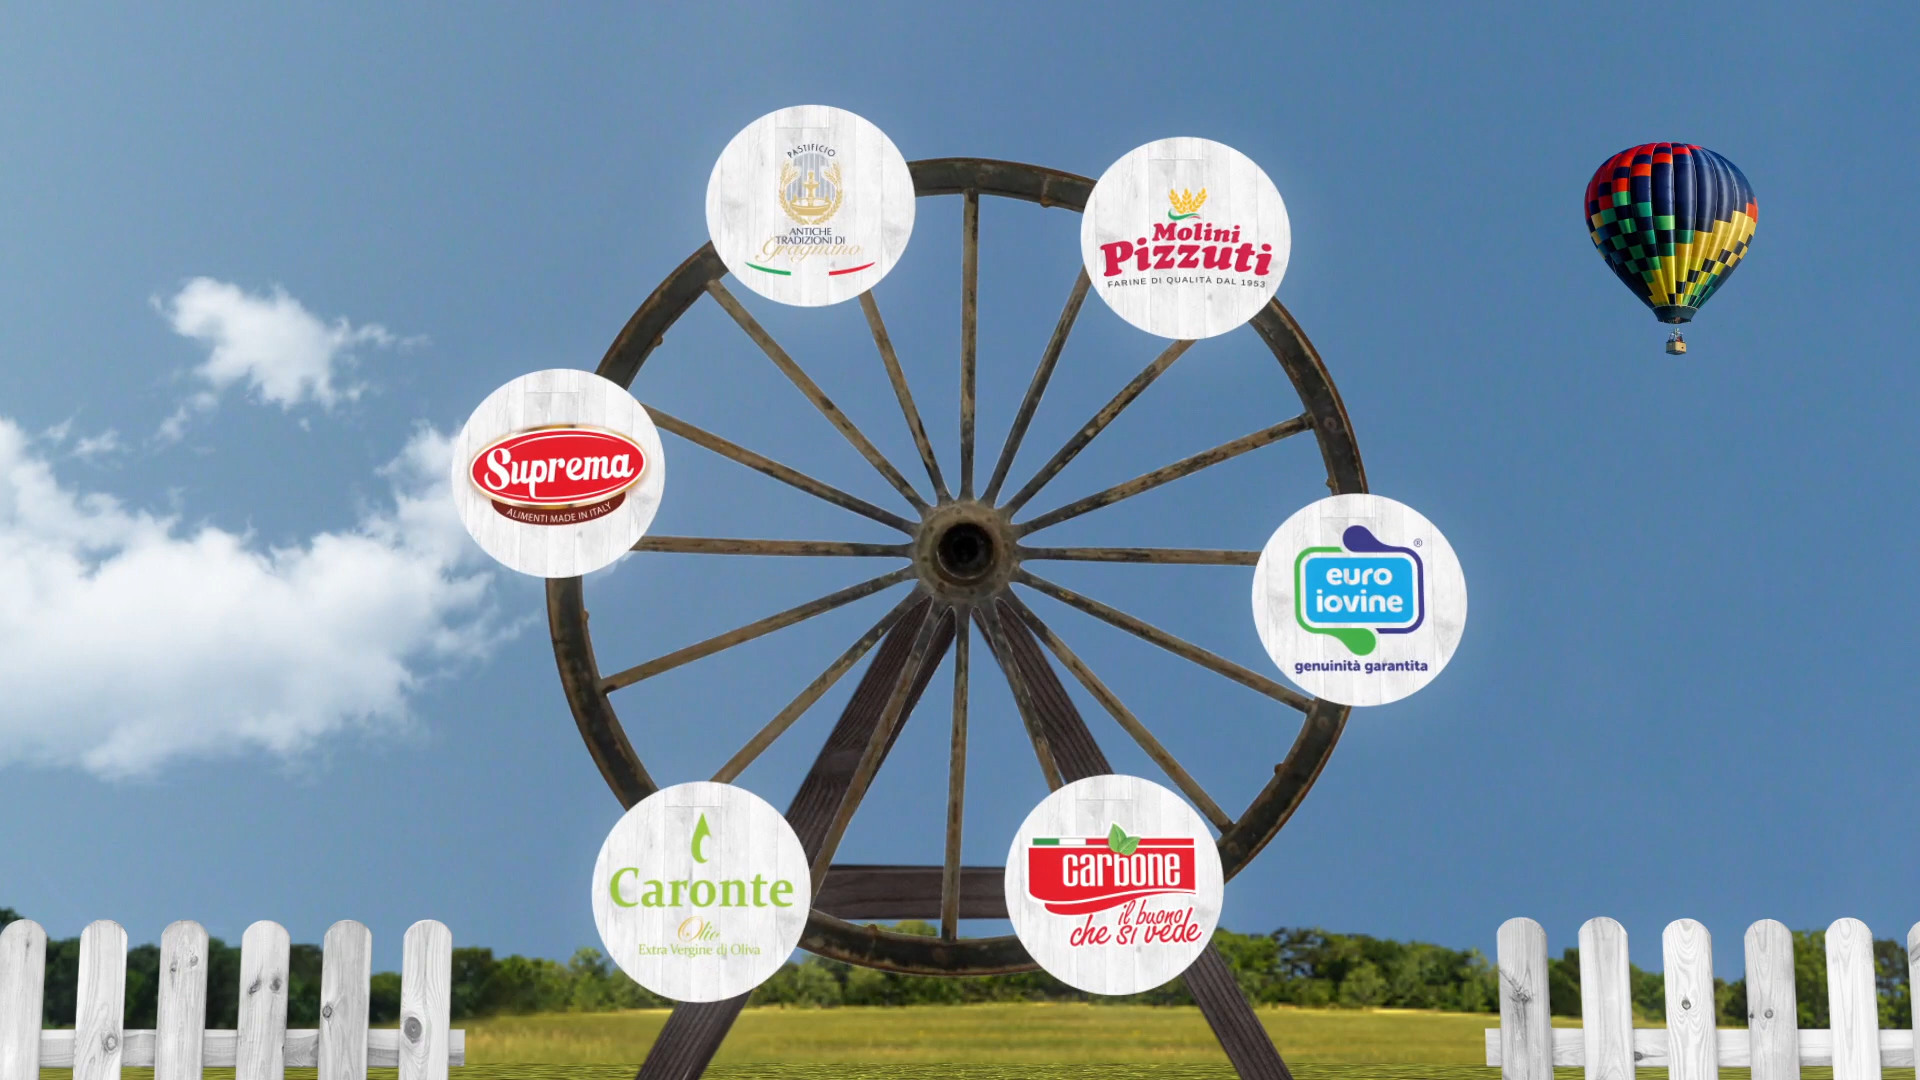 PASTIFICIO
ANTICHE
TRADIZIONI DI
Gragnano
Molini
Pizzuti
FARINE DI QUALITÀ DAL 1953
Suprema
ALIMENTI MADE IN ITALY
euro
iovine
®
genuinità garantita
Caronte
Olio
Extra Vergine di Oliva
carbone
il buono
che si vede